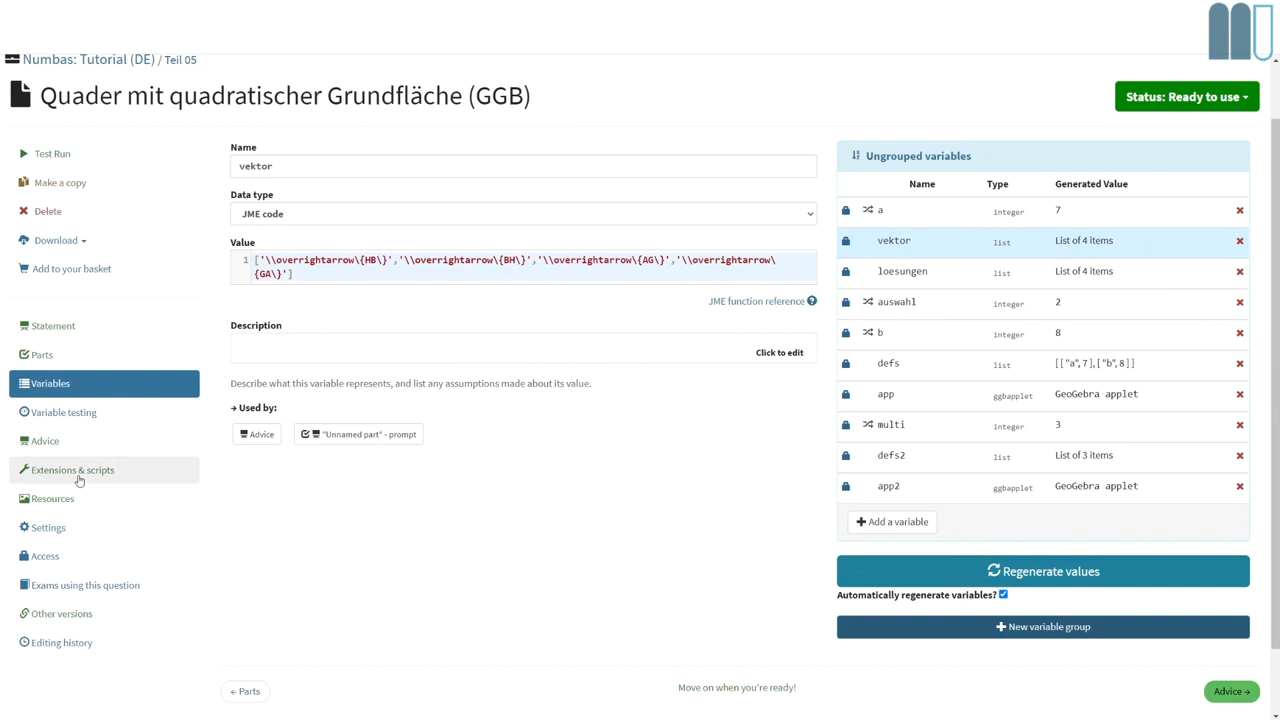 Numbas: Tutorial (DE) / Teil 05
Quader mit quadratischer Grundfläche (GGB)
Status: Ready to use
Test Run
Make a copy
Delete
Download
Add to your basket
Statement
Parts
Variables
Variable testing
Advice
Extensions & scripts
Resources
Settings
Access
Exams using this question
Other versions
Editing history
Name
vektor
Data type
JME code
Value
1 ['\\overrightarrow\{HB\}','\\overrightarrow\{BH\}','\\overrightarrow\{AG\}','\\overrightarrow\
{GA\}']
JME function reference
Description
Click to edit
Describe what this variable represents, and list any assumptions made about its value.
→ Used by:
Advice "Unnamed part" - prompt
Ungrouped variables
Name Type Generated Value
a integer 7
vektor list List of 4 items
loesungen list List of 4 items
auswahl integer 2
b integer 8
defs list [["a",7],["b",8]]
app ggbapplet GeoGebra applet
multi integer 3
defs2 list List of 3 items
app2 ggbapplet GeoGebra applet
+ Add a variable
Regenerate values
Automatically regenerate variables?
+ New variable group
← Parts
Move on when you're ready!
Advice →